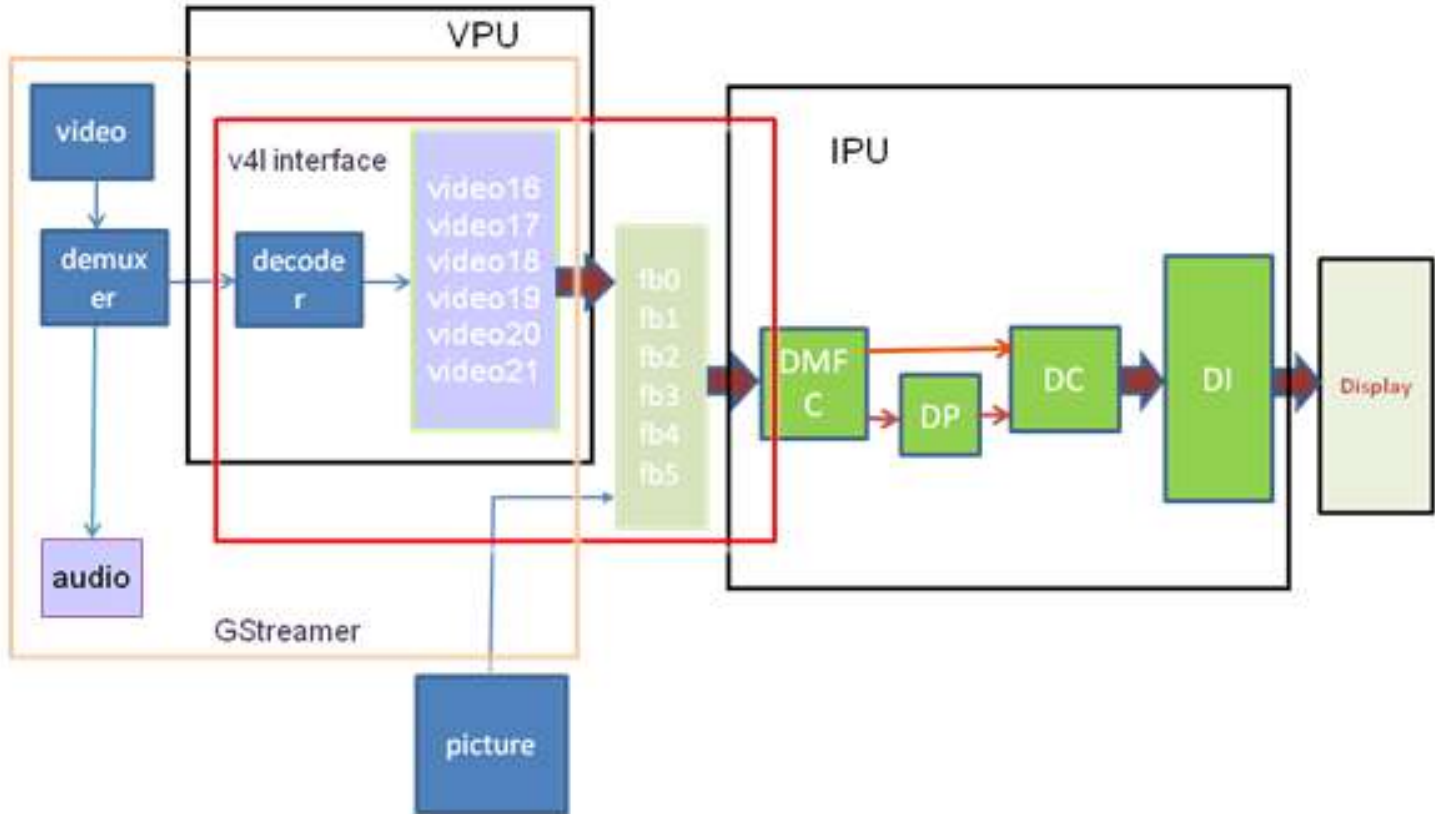 VPU
video
v4l interface
IPU
video16
video17
video18
video19
video20
video21
demux
er
decode
r
fb0
fb1
fb2
fb3
fb4
fb5
DMF
C
DP
DC
DI
Display
audio
GStreamer
picture